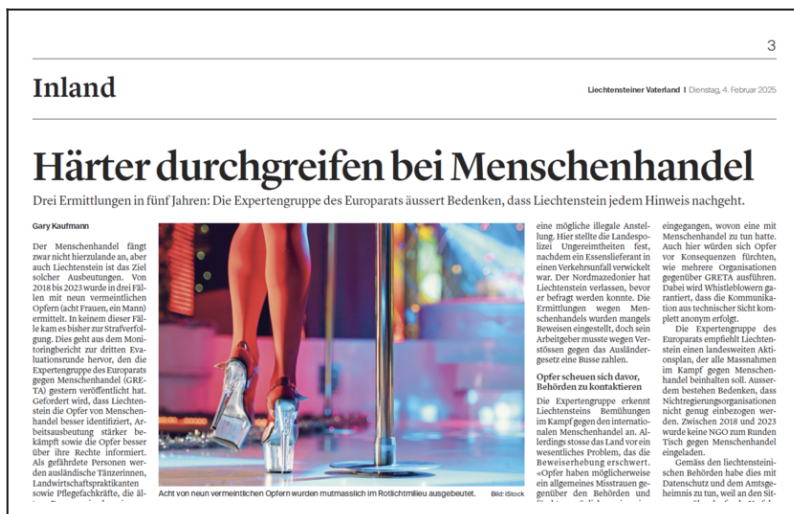 3
Inland
Liechtensteiner Vaterland I Dienstag, 4. Februar 2025
Härter durchgreifen bei Menschenhandel
Drei Ermittlungen in fünf Jahren: Die Expertengruppe des Europarats äussert Bedenken, dass Liechtenstein jedem Hinweis nachgeht.
Gary Kaufmann
Der Menschenhandel fängt
zwar nicht hierzulande an, aber
auch Liechtenstein ist das Ziel
solcher Ausbeutungen. Von
2018 bis 2023 wurde in drei Fäl-
len mit neun vermeintlichen
Opfern (acht Frauen, ein Mann)
ermittelt. In keinem dieser Fäl-
le kam es bisher zur Strafverfol-
gung. Dies geht aus dem Moni-
toringbericht zur dritten Eva-
luationsrunde hervor, den die
Expertengruppe des Europarats
gegen Menschenhandel (GRE-
TA) gestern veröffentlicht hat.
Gefordert wird, dass Liechten-
stein die Opfer von Menschen-
handel besser identifiziert, Ar-
beitsausbeutung stärker be-
kämpft sowie die Opfer besser
über ihre Rechte informiert.
Als gefährdete Personen wer-
den ausländische Tänzerinnen,
Landwirtschaftspraktikanten
sowie Pflegefachkräfte, die äl-
Acht von neun vermeintlichen Opfern wurden mutmasslich im Rotlichtmilieu ausgebeutet. Bild: iStock
eine mögliche illegale Anstel-
lung. Hier stellte die Landespo-
lizei Ungereimtheiten fest,
nachdem ein Essenslieferant in
einen Verkehrsunfall verwickelt
war. Der Nordmazedonier hat
Liechtenstein verlassen, bevor
er befragt werden konnte. Die
Ermittlungen wegen Men-
schenhandels wurden mangels
Beweisen eingestellt, doch sein
Arbeitgeber musste wegen Ver-
stössen gegen das Ausländer-
gesetz eine Busse zahlen.
Opfer scheuen sich davor,
Behörden zu kontaktieren
Die Expertengruppe erkennt
Liechtensteins Bemühungen
im Kampf gegen den internatio-
nalen Menschenhandel an. Al-
lerdings stosse das Land vor ein
wesentliches Problem, das die
Beweiserhebung erschwert.
«Opfer haben möglicherweise
ein allgemeines Misstrauen ge-
genüber den Behörden und
eingegangen, wovon eine mit
Menschenhandel zu tun hatte.
Auch hier würden sich Opfer
vor Konsequenzen fürchten,
wie mehrere Organisationen
gegenüber GRETA ausführen.
Dabei wird Whistleblowern ga-
rantiert, dass die Kommunika-
tion aus technischer Sicht kom-
plett anonym erfolgt.
Die Expertengruppe des
Europarats empfiehlt Liechten-
stein einen landesweiten Akti-
onsplan, der alle Massnahmen
im Kampf gegen Menschen-
handel beinhalten soll. Ausser-
dem bestehen Bedenken, dass
Nichtregierungsorganisationen
nicht genug einbezogen wer-
den. Zwischen 2018 und 2023
wurde keine NGO zum Runden
Tisch gegen Menschenhandel
eingeladen.
Gemäss den liechtensteini-
schen Behörden habe dies mit
Datenschutz und dem Amtsge-
heimnis zu tun, weil an den Sit-